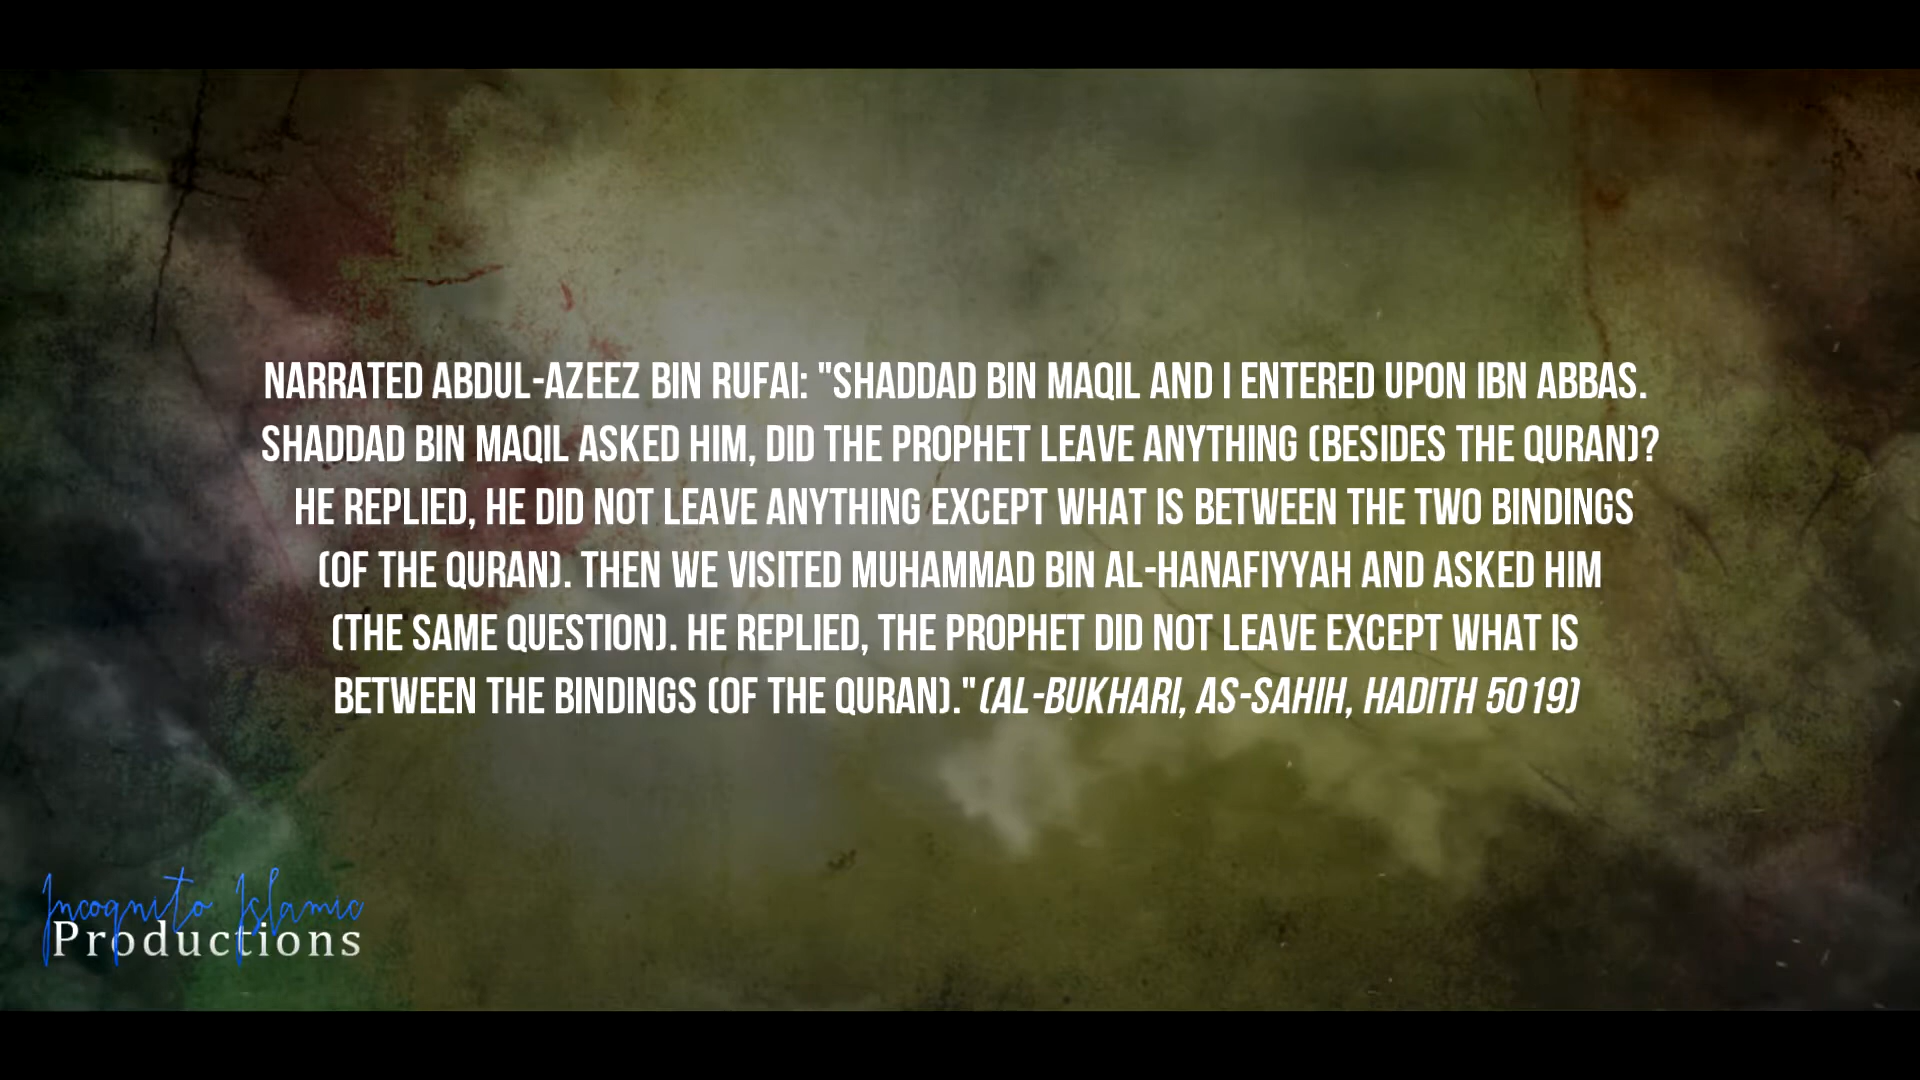 NARRATED ABDUL-AZEEZ BIN RUFAI: "SHADDAD BIN MAQIL AND I ENTERED UPON IBN ABBAS.
SHADDAD BIN MAQIL ASKED HIM, DID THE PROPHET LEAVE ANYTHING (BESIDES THE QURAN)?
HE REPLIED, HE DID NOT LEAVE ANYTHING EXCEPT WHAT IS BETWEEN THE TWO BINDINGS
(OF THE QURAN). THEN WE VISITED MUHAMMAD BIN AL-HANAFIYYAH AND ASKED HIM
(THE SAME QUESTION). HE REPLIED, THE PROPHET DID NOT LEAVE EXCEPT WHAT IS
BETWEEN THE BINDINGS (OF THE QURAN)." (AL-BUKHARI, AS-SAHIH, HADITH 5019)
Incognito Islamic
Productions